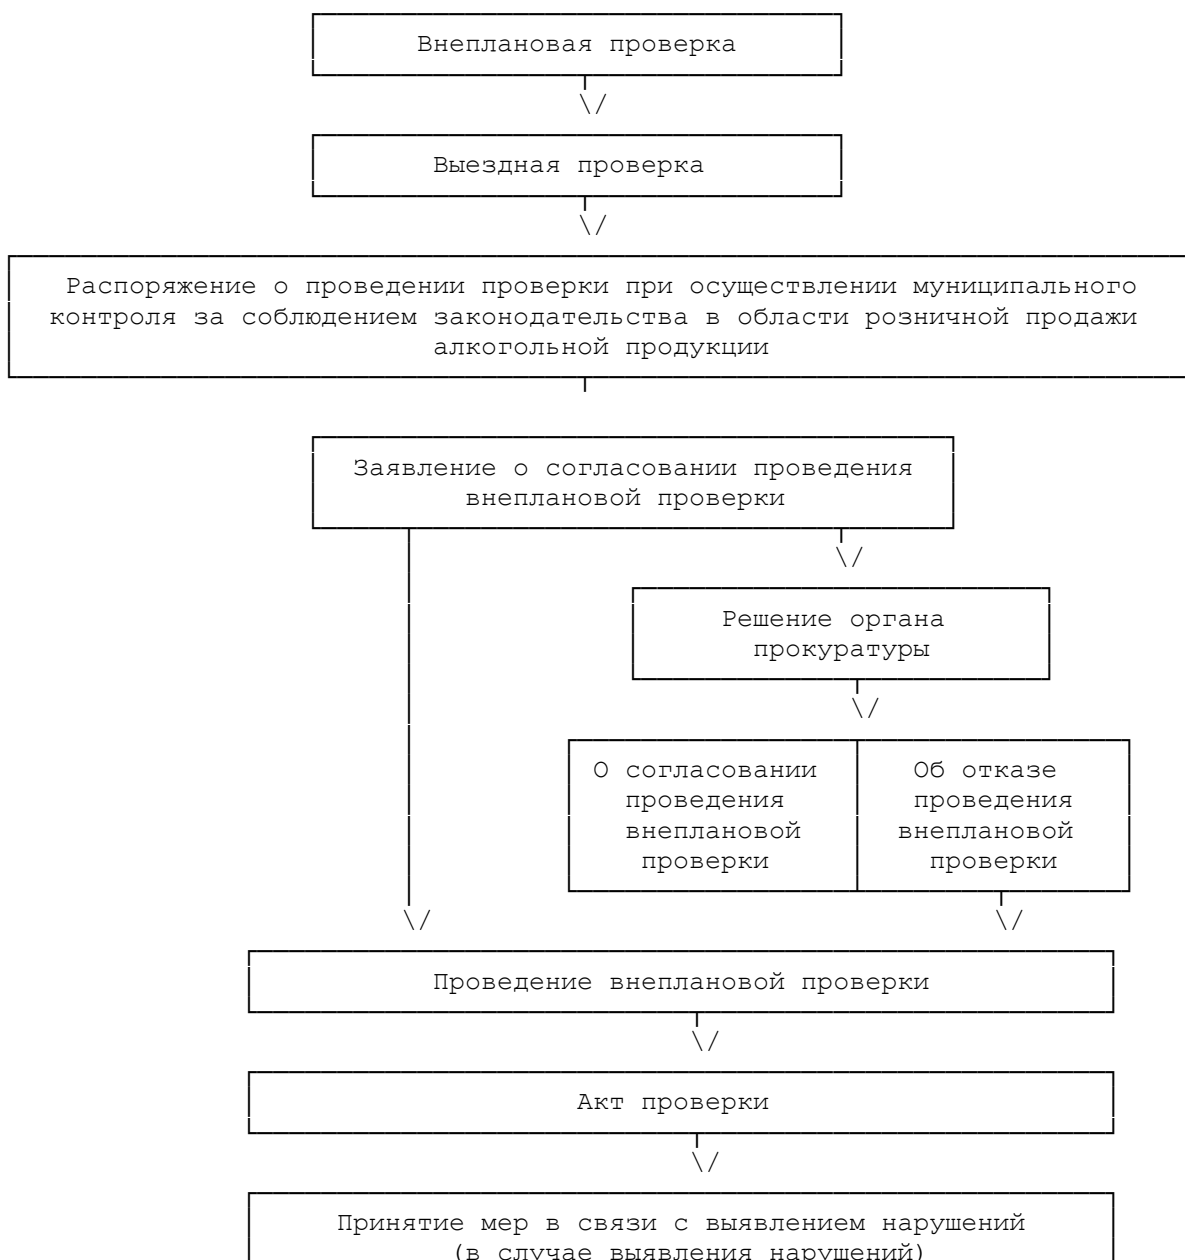 Внеплановая проверка
Выездная проверка
Распоряжение о проведении проверки при осуществлении муниципального
контроля за соблюдением законодательства в области розничной продажи
алкогольной продукции
Заявление о согласовании проведения
внеплановой проверки
Решение органа
прокуратуры
О согласовании
проведения
внеплановой
проверки
Об отказе
проведения
внеплановой
проверки
Проведение внеплановой проверки
Акт проверки
Принятие мер в связи с выявлением нарушений
(в случае выявления нарушений)